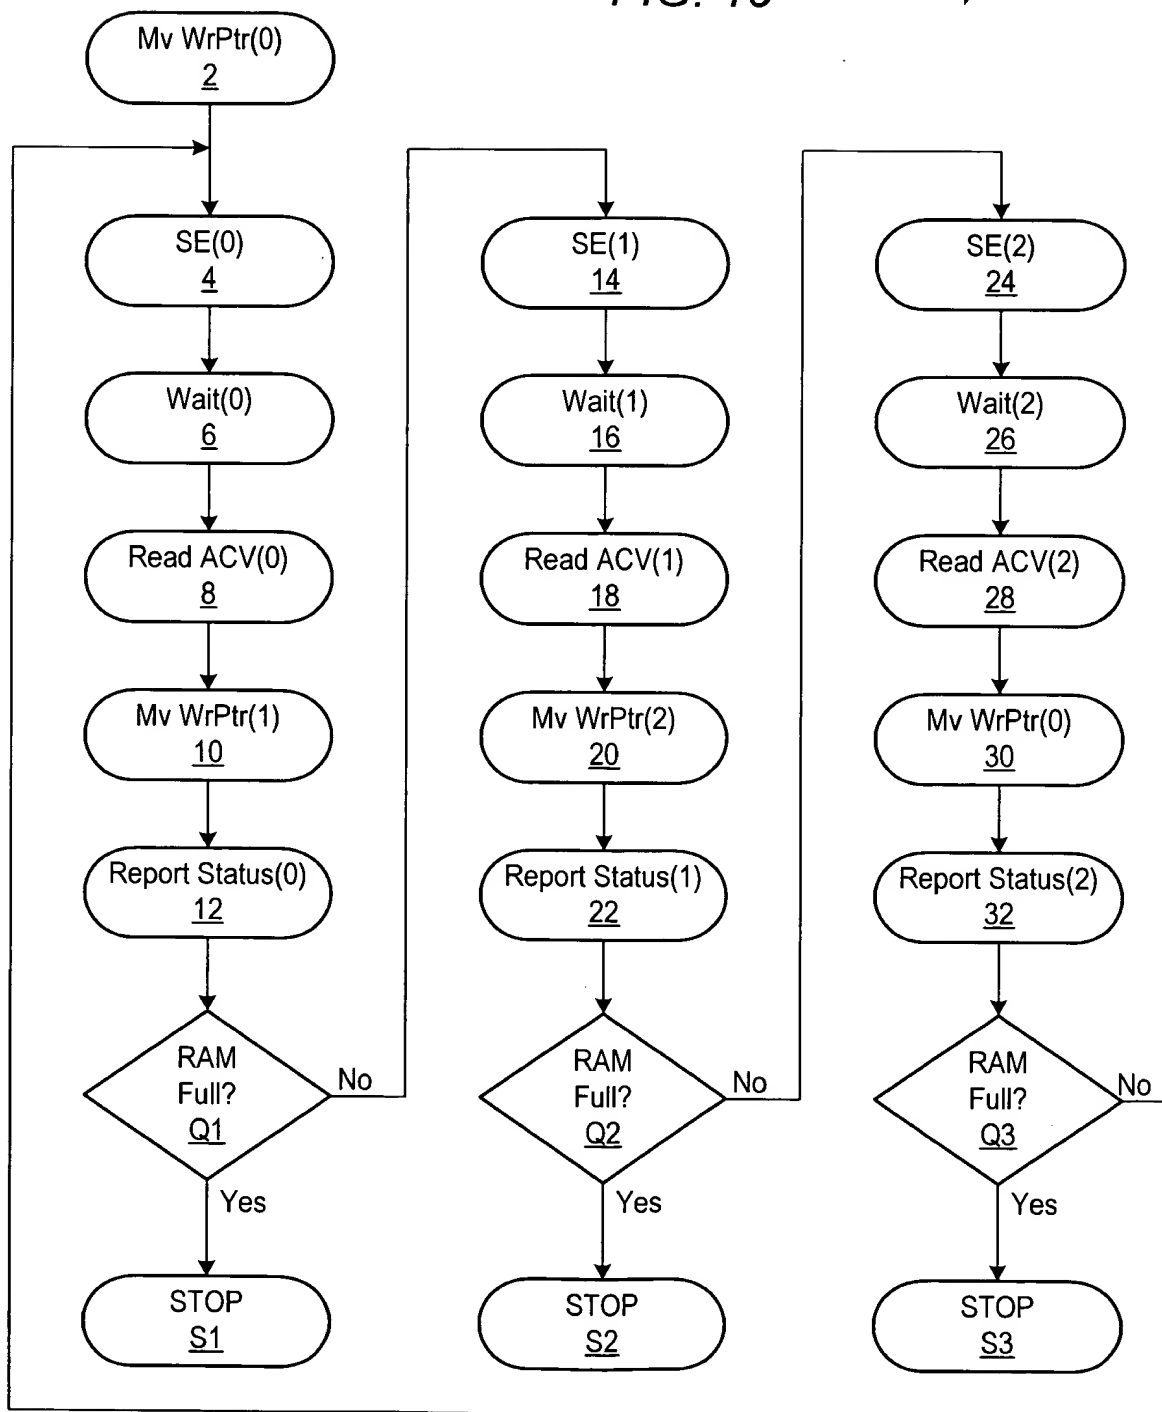 Mv WrPtr(0)
2
SE(0)
4
Wait(0)
6
Read ACV(0)
8
Mv WrPtr(1)
10
Report Status(0)
12
RAM
Full?
Q1
No
Yes
STOP
S1
SE(1)
14
Wait(1)
16
Read ACV(1)
18
Mv WrPtr(2)
20
Report Status(1)
22
RAM
Full?
Q2
No
Yes
STOP
S2
SE(2)
24
Wait(2)
26
Read ACV(2)
28
Mv WrPtr(0)
30
Report Status(2)
32
RAM
Full?
Q3
No
Yes
STOP
S3